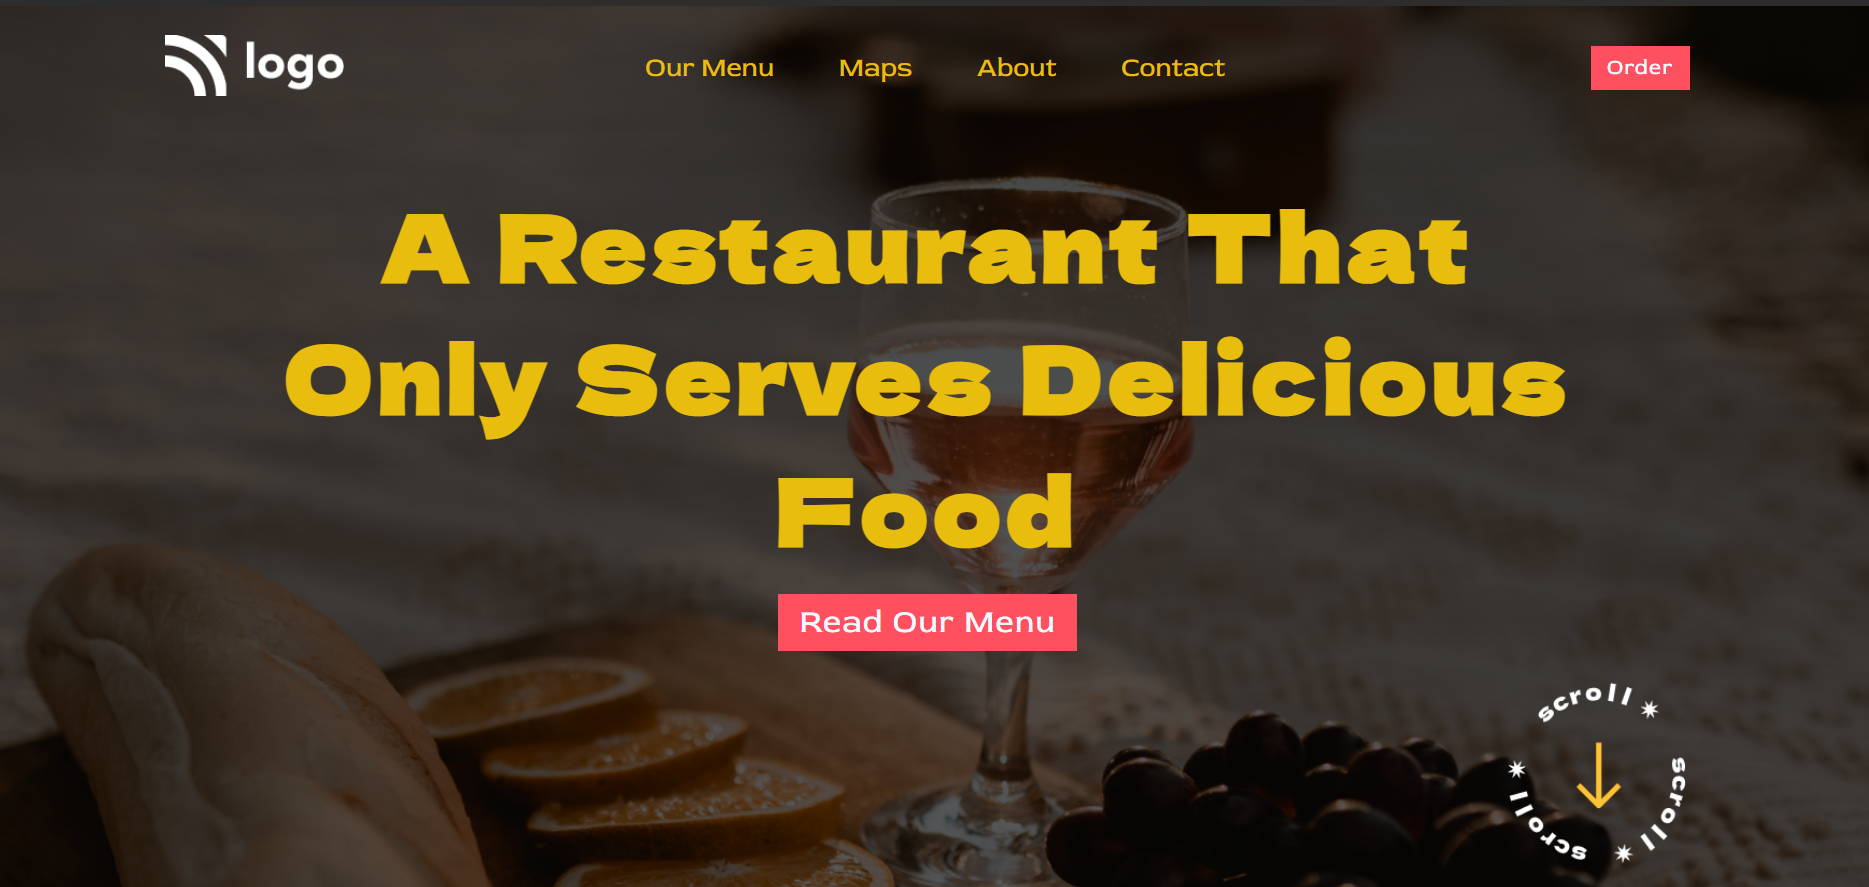 logo
Our Menu
Maps
About
Contact
Order
A Restaurant That
Only Serves Delicious
Food
Read Our Menu
scroll ✷ scroll ✷ scroll ✷